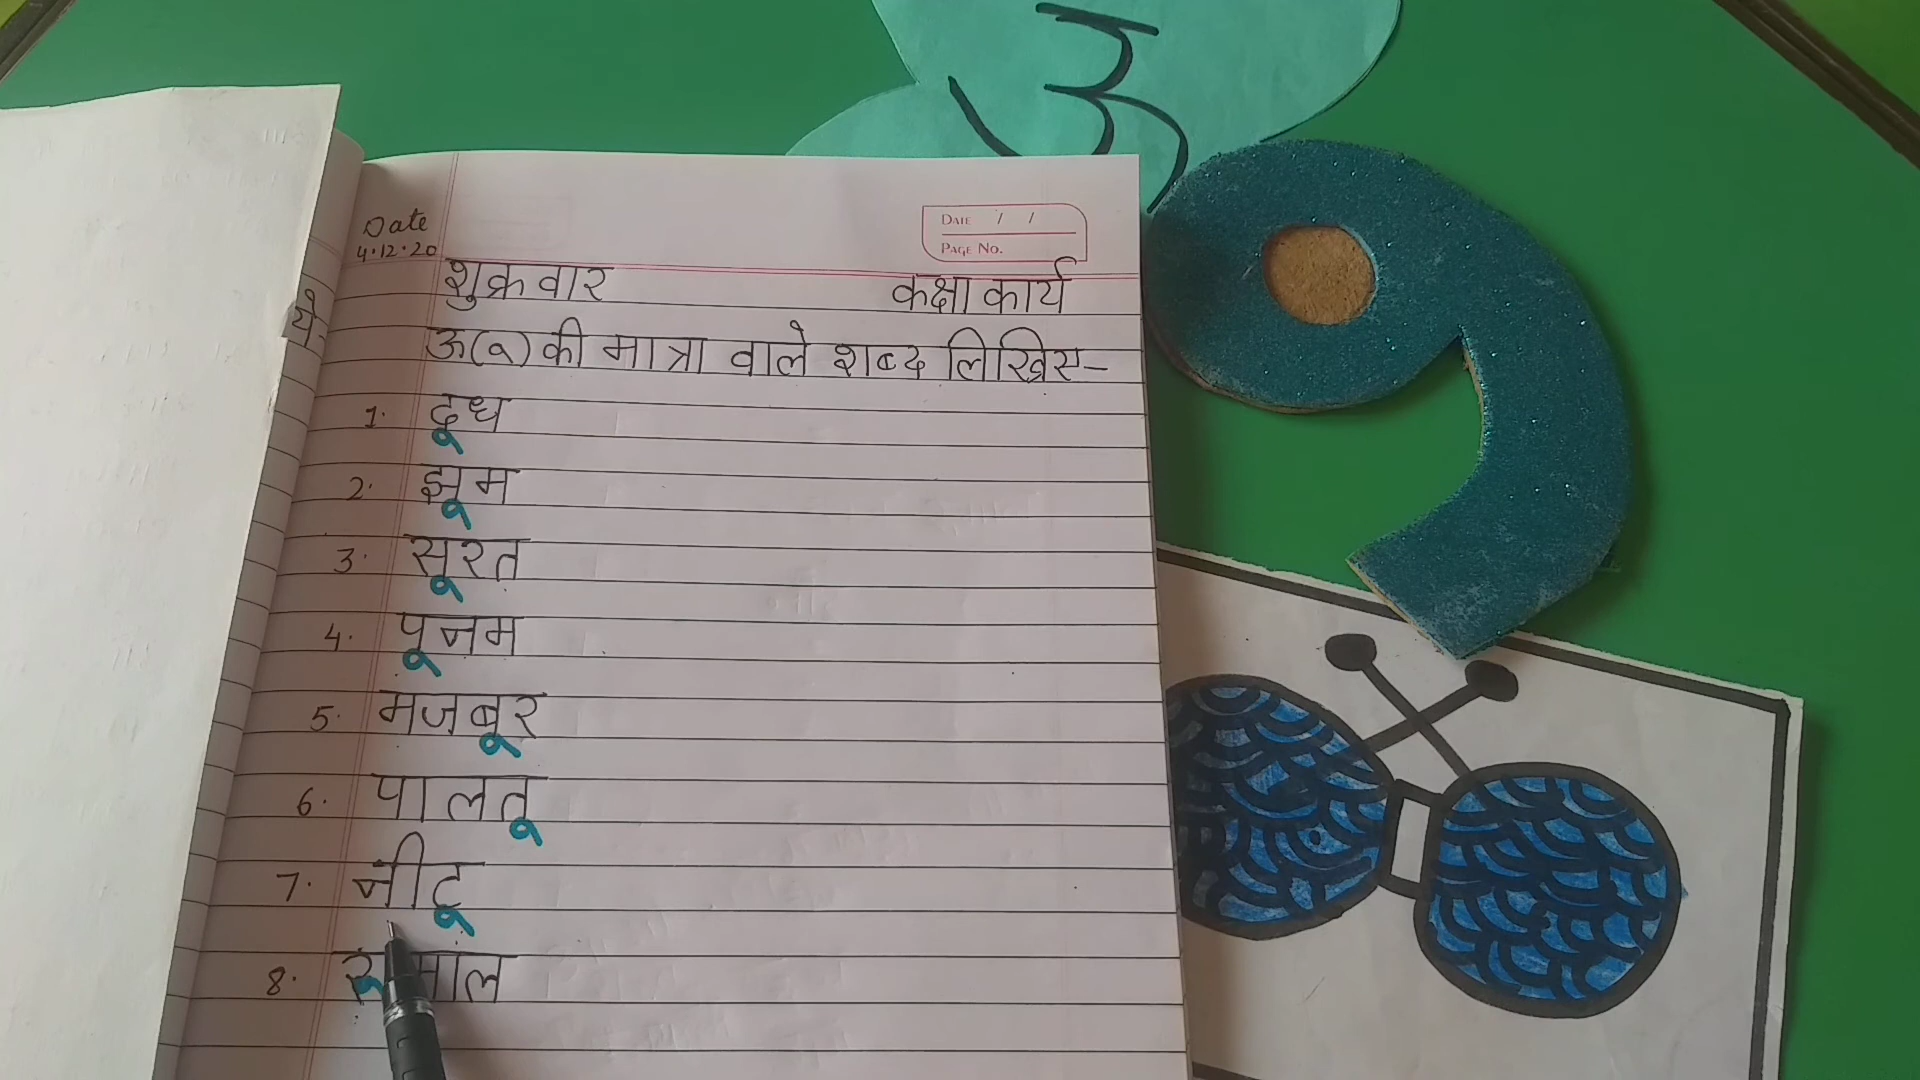 ऊ
Date
4.12.20
DATE / /
PAGE No.
शुक्रवार कक्षा कार्य
ये
ऊ(ू) की मात्रा वाले शब्द लिखिए-
1. दूध
2. झूम
3. सूरत
4. पूनम
5. मजबूर
6. पालतू
7. नीटू
8. रूमाल